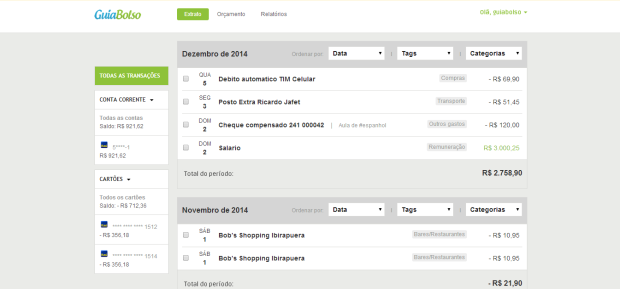 GuiaBolso
Extrato Orçamento Relatórios
Olá, guiabolso
TODAS AS TRANSAÇÕES
CONTA CORRENTE
Todas as contas
Saldo: R$ 921,62
5****-1
R$ 921,62
CARTÕES
Todos os cartões
Saldo: - R$ 712,36
**** **** **** 1512
- R$ 356,18
**** **** **** 1514
- R$ 356,18
Dezembro de 2014 Ordenar por: Data | Tags | Categorias
QUA 5 Debito automatico TIM Celular Compras - R$ 69,90
SEG 3 Posto Extra Ricardo Jafet Transporte - R$ 51,45
DOM 2 Cheque compensado 241 000042 | Aula de #espanhol Outros gastos - R$ 120,00
DOM 2 Salario Remuneração R$ 3.000,25
Total do período: R$ 2.758,90
Novembro de 2014 Ordenar por: Data | Tags | Categorias
SÁB 1 Bob's Shopping Ibirapuera Bares/Restaurantes - R$ 10,95
SÁB 1 Bob's Shopping Ibirapuera Bares/Restaurantes - R$ 10,95
Total do período: - R$ 21,90